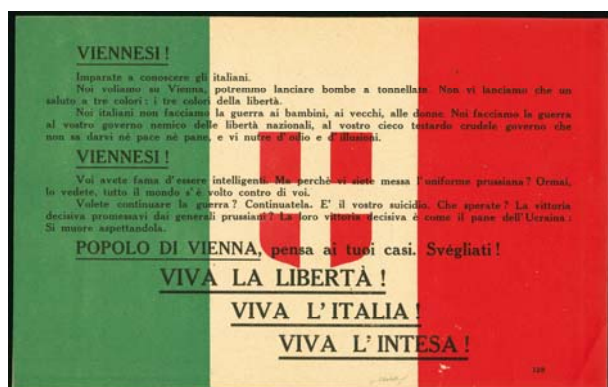 VIENNESI !
Imparate a conoscere gli italiani.
Noi voliamo su Vienna, potremmo lanciare bombe a tonnellate. Non vi lanciamo che un
saluto a tre colori : i tre colori della libertà.
Noi italiani non facciamo la guerra ai bambini, ai vecchi, alle donne. Noi facciamo la guerra
al vostro governo nemico delle libertà nazionali, al vostro cieco testardo crudele governo che
non sa darvi né pace né pane, e vi nutre d'odio e d'illusioni.
VIENNESI !
Voi avete fama d'essere intelligenti. Ma perchè vi siete messa l'uniforme prussiana ? Ormai,
lo vedete, tutto il mondo s'è volto contro di voi.
Volete continuare la guerra ? Continuatela. E' il vostro suicidio. Che sperate ? La vittoria
decisiva promessavi dai generali prussiani ? La loro vittoria decisiva è come il pane dell'Ucraina :
Si muore aspettandola.
POPOLO DI VIENNA, pensa ai tuoi casi. Svégliati !
VIVA LA LIBERTÀ !
VIVA L'ITALIA !
VIVA L'INTESA !